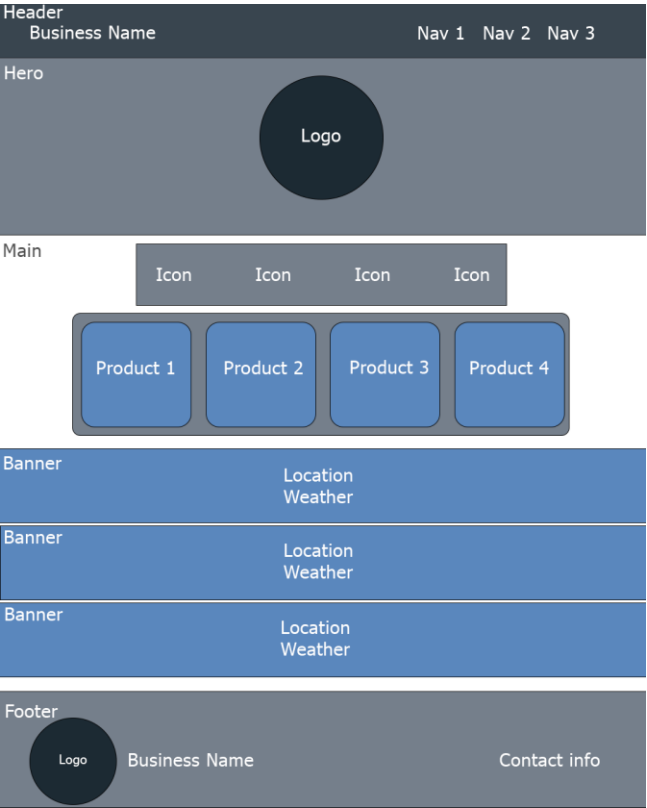 Header
Business Name
Nav 1 Nav 2 Nav 3
Hero
Logo
Main
Icon Icon Icon Icon
Product 1 Product 2 Product 3 Product 4
Banner
Location
Weather
Banner
Location
Weather
Banner
Location
Weather
Footer
Logo Business Name Contact info